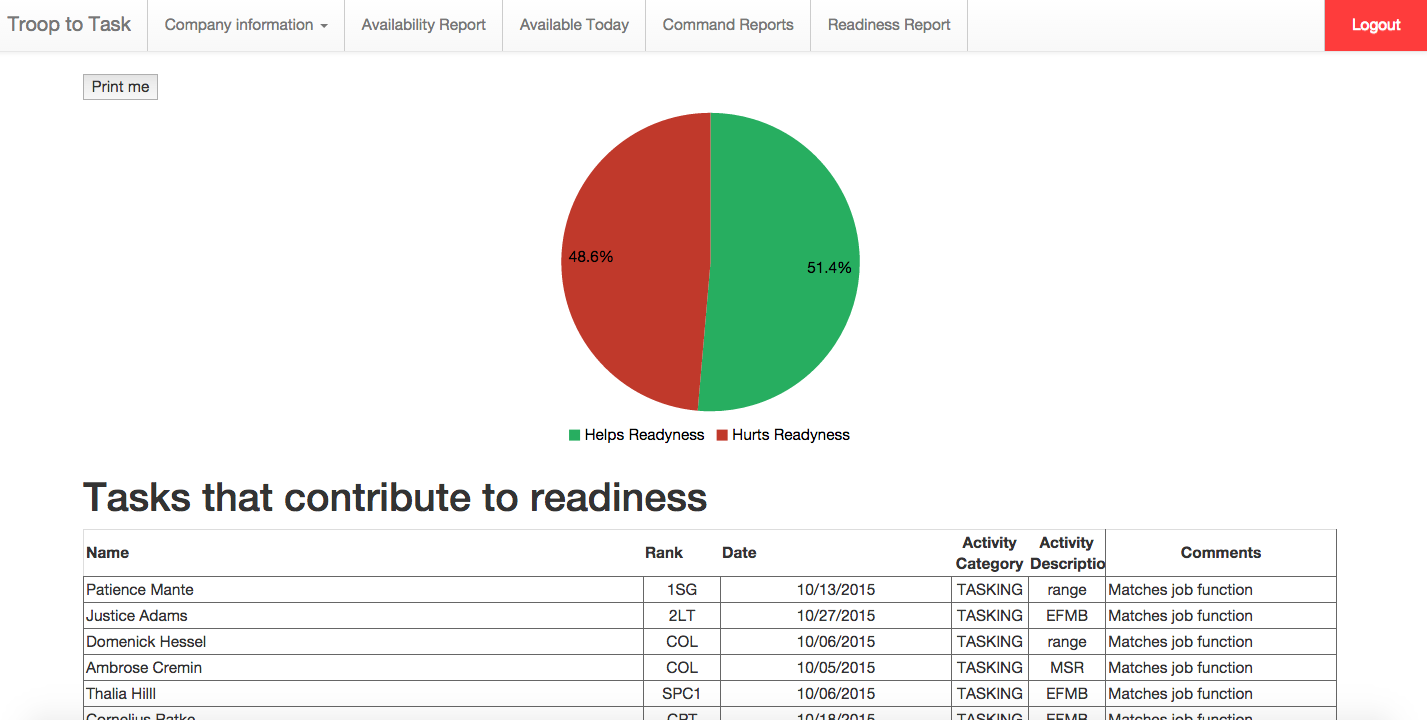 Troop to Task Company information Availability Report Available Today Command Reports Readiness Report Logout
Print me
48.6% 51.4%
Helps Readyness Hurts Readyness
Tasks that contribute to readiness
Name Rank Date Activity Category Activity Descriptio Comments
Patience Mante 1SG 10/13/2015 TASKING range Matches job function
Justice Adams 2LT 10/27/2015 TASKING EFMB Matches job function
Domenick Hessel COL 10/06/2015 TASKING range Matches job function
Ambrose Cremin COL 10/05/2015 TASKING MSR Matches job function
Thalia Hilll SPC1 10/06/2015 TASKING EFMB Matches job function
Cornelius Ratke CPT 10/18/2015 TASKING EFMB Matches job function